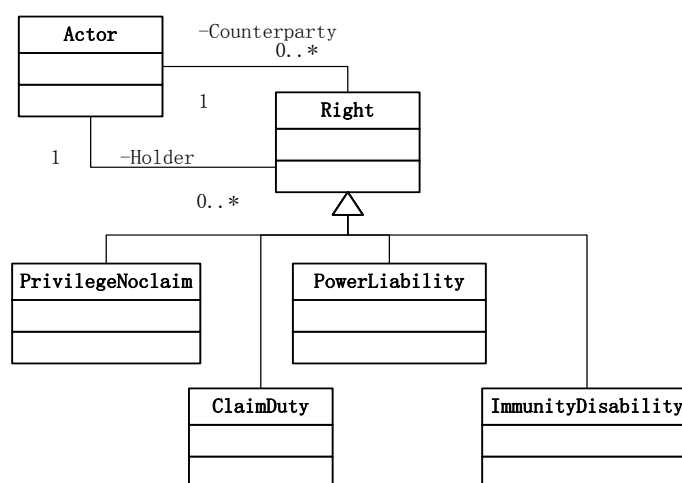 Actor
-Counterparty
0..*
1
Right
1
-Holder
0..*
PrivilegeNoclaim
PowerLiability
ClaimDuty
ImmunityDisability